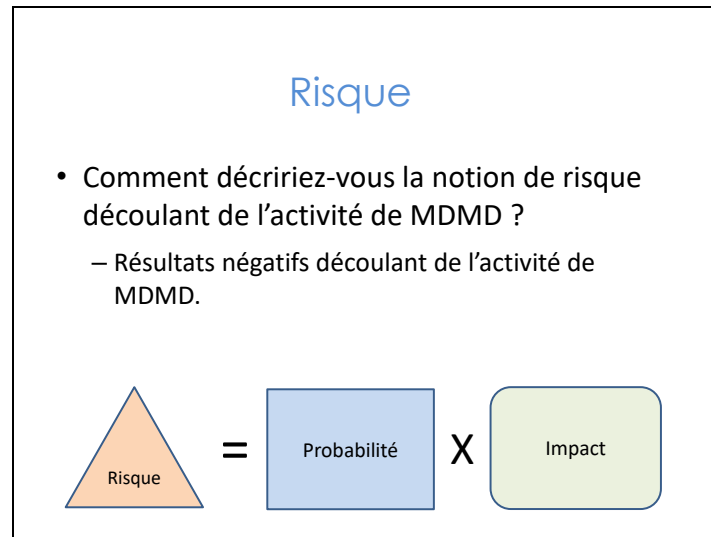 Risque
• Comment décririez-vous la notion de risque
découlant de l’activité de MDMD ?
– Résultats négatifs découlant de l’activité de
MDMD.
Risque = Probabilité X Impact